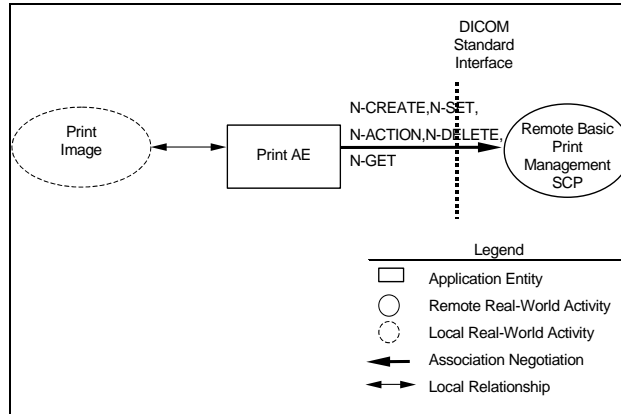 DICOM
Standard
Interface
N-CREATE,N-SET,
N-ACTION,N-DELETE,
N-GET
Print
Image
Print AE
Remote Basic
Print
Management
SCP
Legend
Application Entity
Remote Real-World Activity
Local Real-World Activity
Association Negotiation
Local Relationship